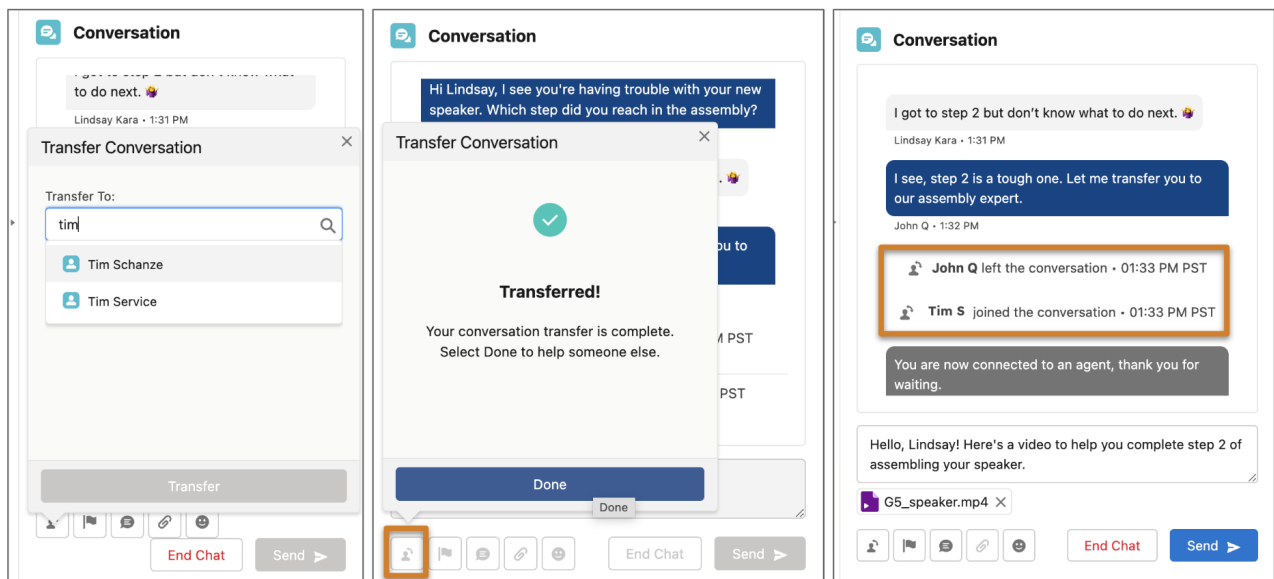 Conversation
to do next. 🤷‍♀️
Lindsay Kara • 1:31 PM
Transfer Conversation
Transfer To:
tim
Tim Schanze
Tim Service
Transfer
End Chat
Send
Conversation
Hi Lindsay, I see you're having trouble with your new
speaker. Which step did you reach in the assembly?
Transfer Conversation
. 🤷‍♀️
ou to
Transferred!
Your conversation transfer is complete.
Select Done to help someone else.
PST
PST
Done
Done
End Chat
Send
Conversation
I got to step 2 but don’t know what to do next. 🤷‍♀️
Lindsay Kara • 1:31 PM
I see, step 2 is a tough one. Let me transfer you to
our assembly expert.
John Q • 1:32 PM
John Q left the conversation • 01:33 PM PST
Tim S joined the conversation • 01:33 PM PST
You are now connected to an agent, thank you for
waiting.
Hello, Lindsay! Here's a video to help you complete step 2 of
assembling your speaker.
G5_speaker.mp4
End Chat
Send